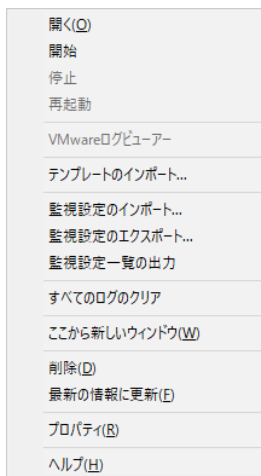 開く(O)
開始
停止
再起動
VMwareログビューアー
テンプレートのインポート...
監視設定のインポート...
監視設定のエクスポート...
監視設定一覧の出力
すべてのログのクリア
ここから新しいウィンドウ(W)
削除(D)
最新の情報に更新(F)
プロパティ(R)
ヘルプ(H)